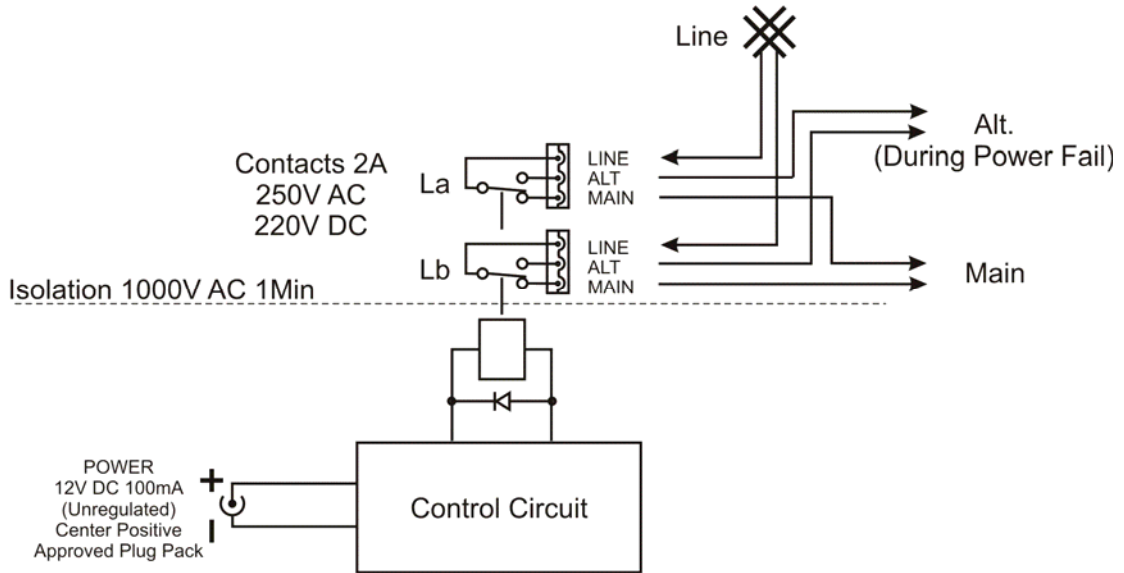 Line
Alt.
(During Power Fail)
Contacts 2A
250V AC
220V DC
La
LINE
ALT
MAIN
Lb
LINE
ALT
MAIN
Main
Isolation 1000V AC 1Min
POWER
12V DC 100mA
(Unregulated)
Center Positive
Approved Plug Pack
+
Control Circuit